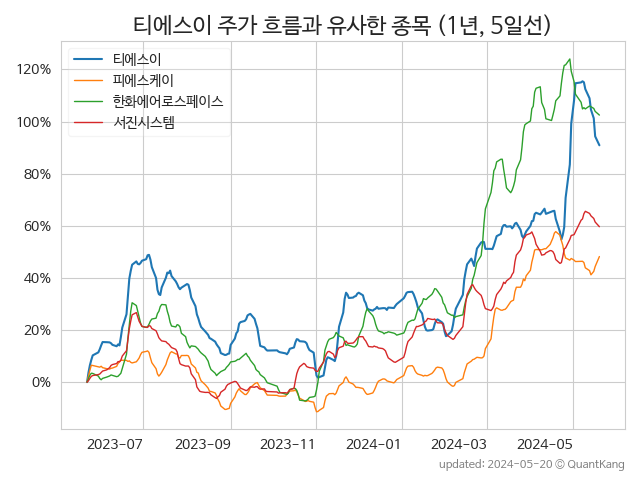 티에스이 주가 흐름과 유사한 종목 (1년, 5일선)
티에스이
피에스케이
한화에어로스페이스
서진시스템
120%
100%
80%
60%
40%
20%
0%
2023-07
2023-09
2023-11
2024-01
2024-03
2024-05
updated: 2024-05-20 © QuantKang